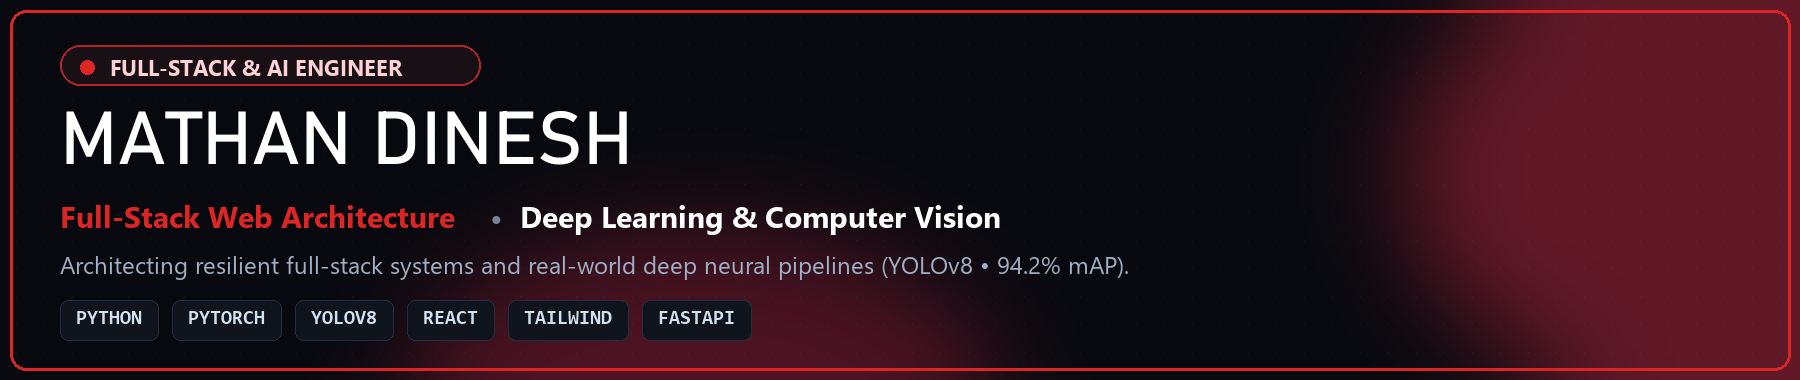 FULL-STACK & AI ENGINEER
MATHAN DINESH
Full-Stack Web Architecture • Deep Learning & Computer Vision
Architecting resilient full-stack systems and real-world deep neural pipelines (YOLOv8 • 94.2% mAP).
PYTHON PYTORCH YOLOV8 REACT TAILWIND FASTAPI